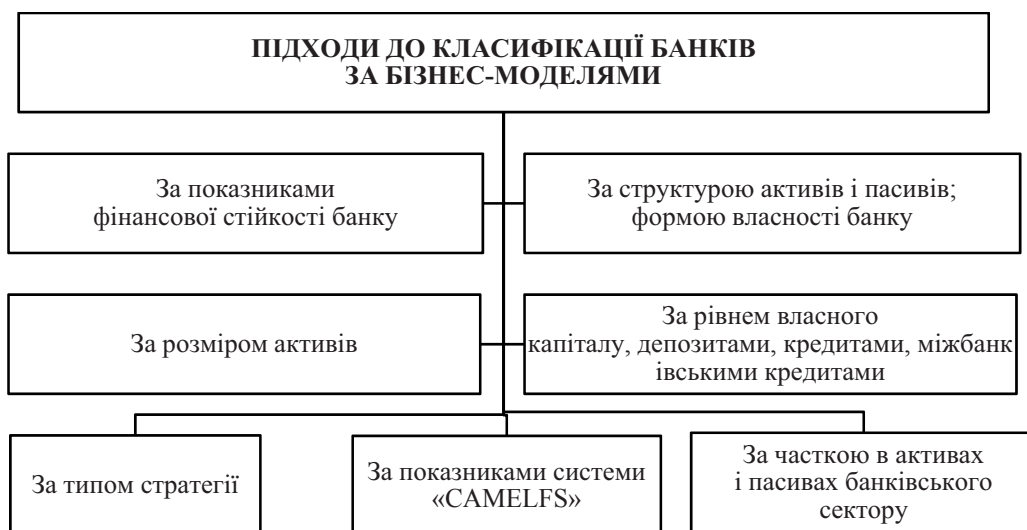 ПІДХОДИ ДО КЛАСИФІКАЦІЇ БАНКІВ
ЗА БІЗНЕС-МОДЕЛЯМИ
За показниками
фінансової стійкості банку
За структурою активів і пасивів;
формою власності банку
За розміром активів
За рівнем власного
капіталу, депозитами, кредитами, міжбанк
івськими кредитами
За типом стратегії
За показниками системи
«CAMELFS»
За часткою в активах
і пасивах банківського
сектору